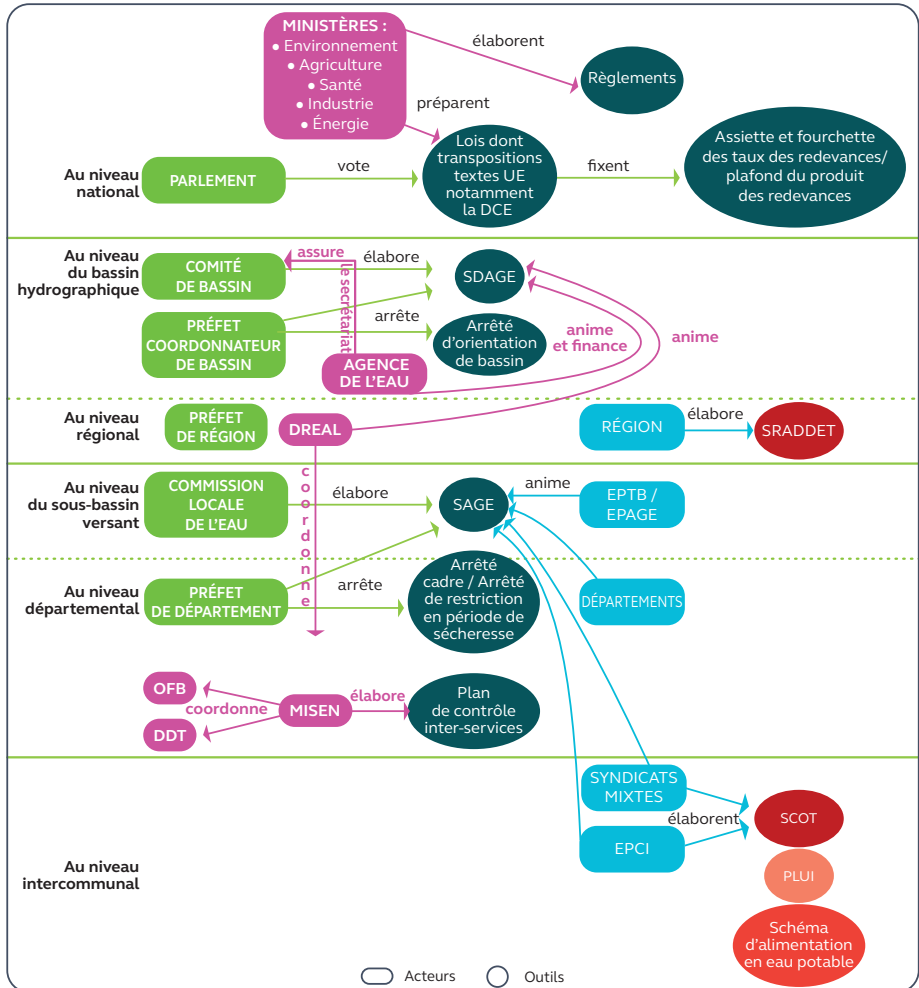 MINISTÈRES :
● Environnement
● Agriculture
● Santé
● Industrie
● Énergie
élaborent
Règlements
préparent
Au niveau
national
PARLEMENT
vote
Lois dont
transpositions
textes UE
notamment
la DCE
fixent
Assiette et fourchette
des taux des redevances/
plafond du produit
des redevances
Au niveau
du bassin
hydrographique
COMITÉ
DE BASSIN
assure
le secrétariat
élabore
SDAGE
PRÉFET
COORDONNATEUR
DE BASSIN
arrête
Arrêté
d'orientation
de bassin
anime
et finance
anime
AGENCE
DE L'EAU
Au niveau
régional
PRÉFET
DE RÉGION
DREAL
RÉGION
élabore
SRADDET
coordonne
Au niveau
du sous-bassin
versant
COMMISSION
LOCALE
DE L'EAU
élabore
SAGE
anime
EPTB /
EPAGE
Au niveau
départemental
PRÉFET
DE DÉPARTEMENT
arrête
Arrêté
cadre / Arrêté
de restriction
en période de
sécheresse
DÉPARTEMENTS
OFB
DDT
coordonne
MISEN
élabore
Plan
de contrôle
inter-services
Au niveau
intercommunal
SYNDICATS
MIXTES
EPCI
élaborent
SCOT
PLUI
Schéma
d'alimentation
en eau potable
Acteurs
Outils